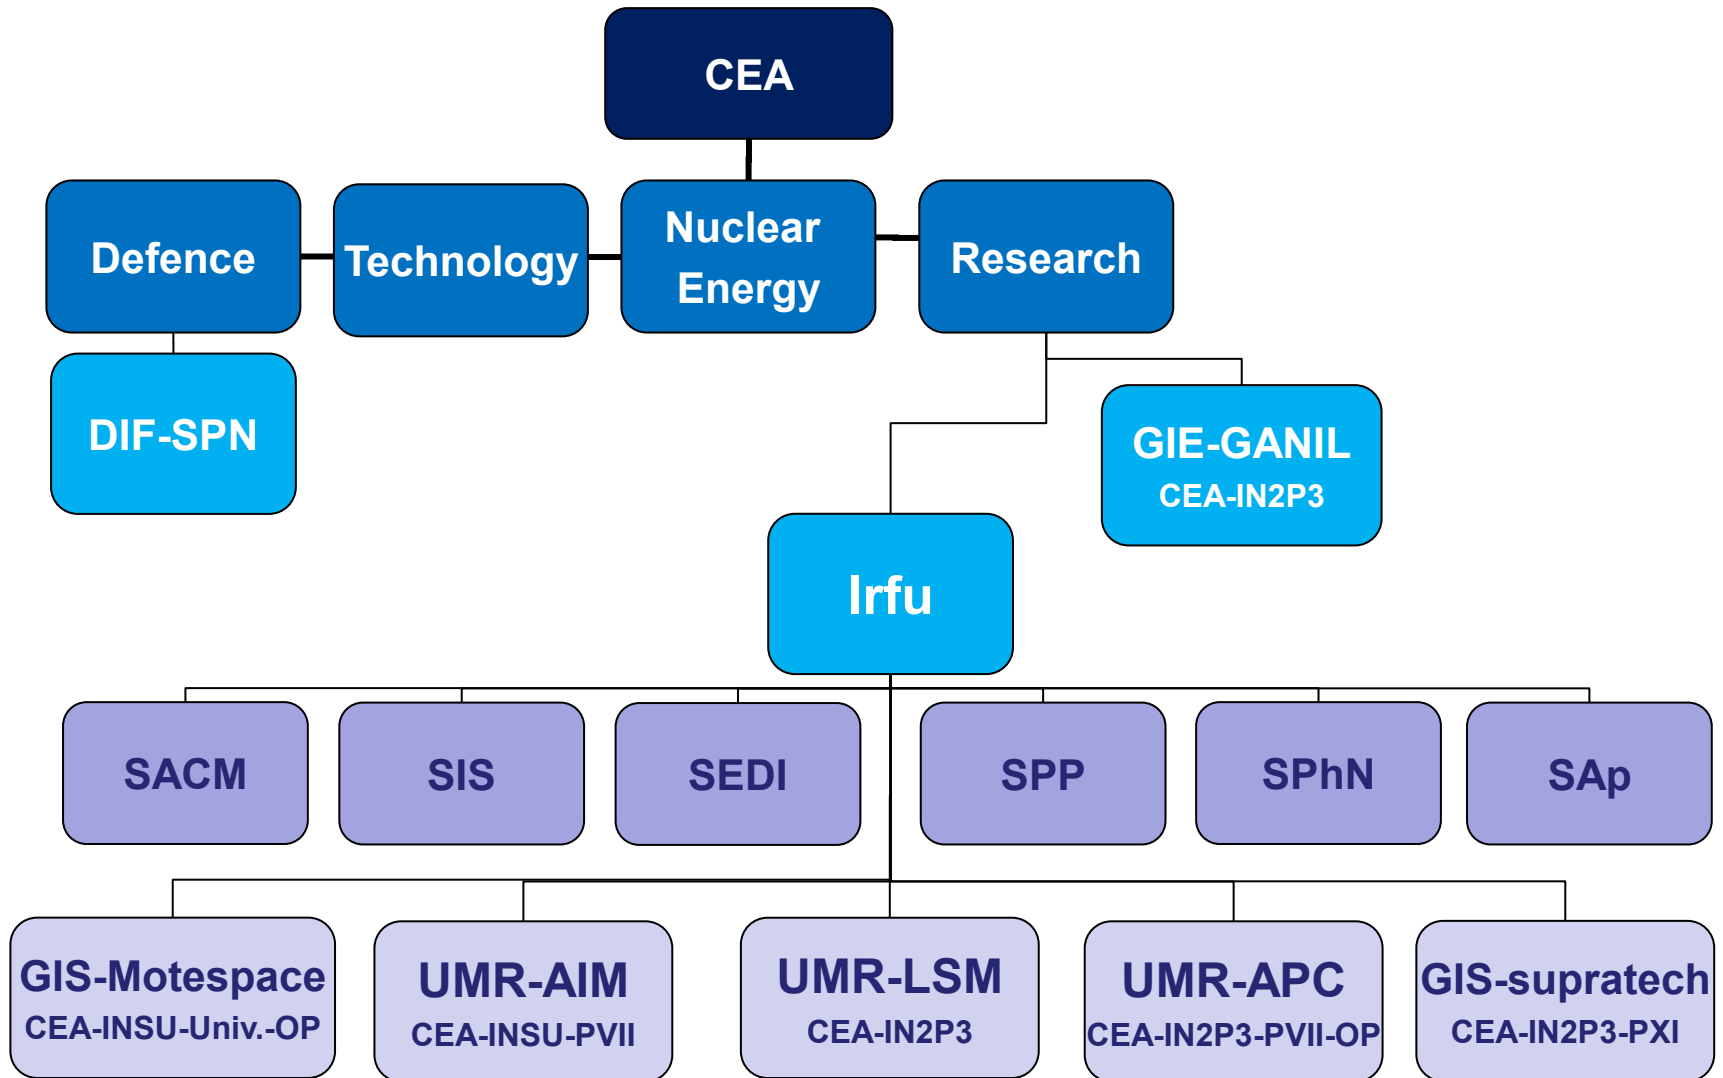 CEA
Defence
Technology
Nuclear
Energy
Research
DIF-SPN
GIE-GANIL
CEA-IN2P3
Irfu
SACM
SIS
SEDI
SPP
SPhN
SAp
GIS-Motespace
CEA-INSU-Univ.-OP
UMR-AIM
CEA-INSU-PVII
UMR-LSM
CEA-IN2P3
UMR-APC
CEA-IN2P3-PVII-OP
GIS-supratech
CEA-IN2P3-PXI